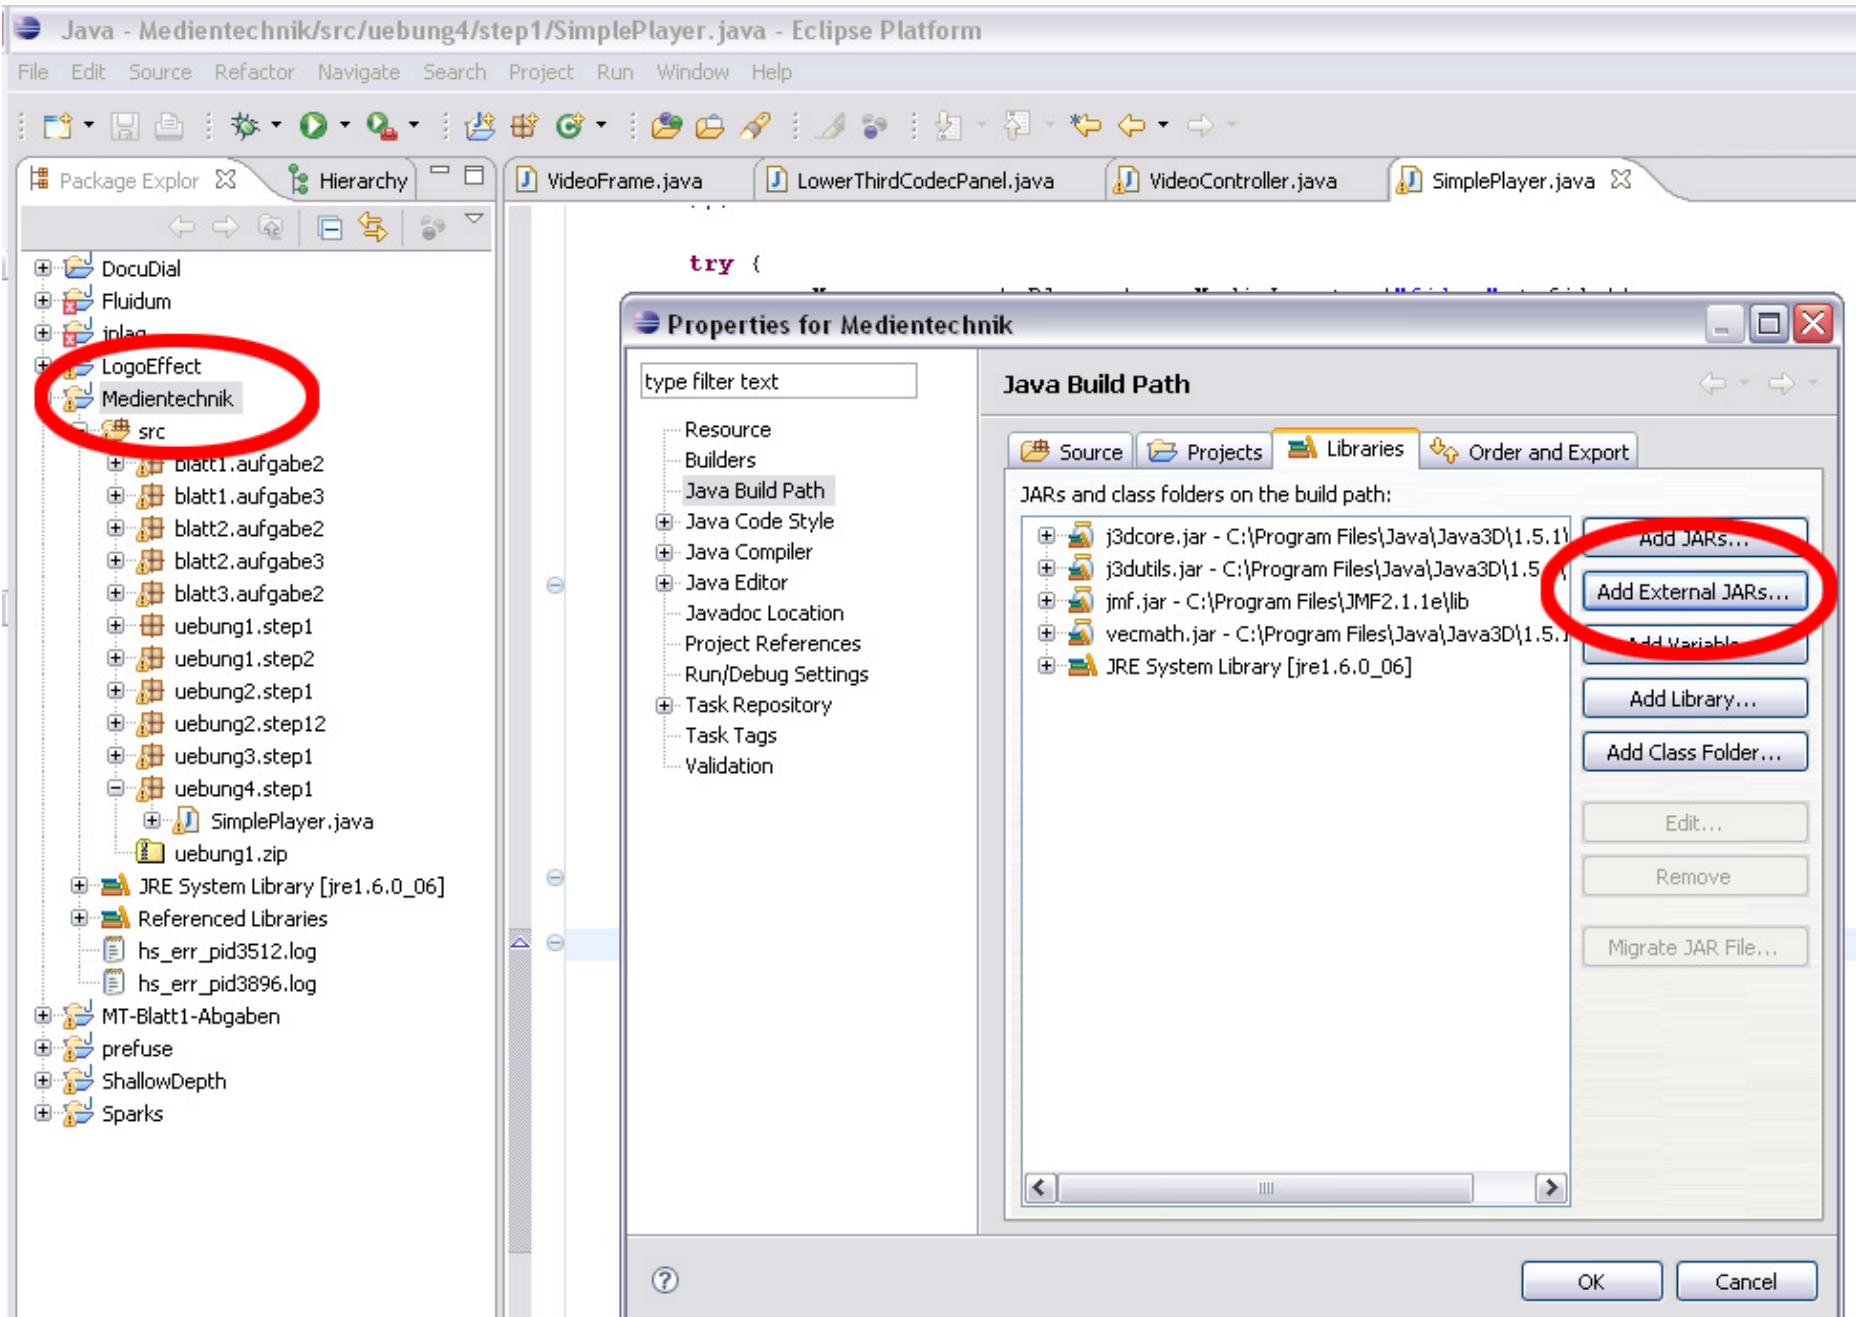 Java - Medientechnik/src/uebung4/step1/SimplePlayer.java - Eclipse Platform
File Edit Source Refactor Navigate Search Project Run Window Help
Package Explor
Hierarchy
VideoFrame.java
LowerThirdCodecPanel.java
VideoController.java
SimplePlayer.java
DocuDial
Fluidum
jplag
LogoEffect
Medientechnik
src
blatt1.aufgabe2
blatt1.aufgabe3
blatt2.aufgabe2
blatt2.aufgabe3
blatt3.aufgabe2
uebung1.step1
uebung1.step2
uebung2.step1
uebung2.step12
uebung3.step1
uebung4.step1
SimplePlayer.java
uebung1.zip
JRE System Library [jre1.6.0_06]
Referenced Libraries
hs_err_pid3512.log
hs_err_pid3896.log
MT-Blatt1-Abgaben
prefuse
ShallowDepth
Sparks
try {
Properties for Medientechnik
type filter text
Resource
Builders
Java Build Path
Java Code Style
Java Compiler
Java Editor
Javadoc Location
Project References
Run/Debug Settings
Task Repository
Task Tags
Validation
Java Build Path
Source
Projects
Libraries
Order and Export
JARs and class folders on the build path:
j3dcore.jar - C:\Program Files\Java\Java3D\1.5.1\
j3dutils.jar - C:\Program Files\Java\Java3D\1.5.
jmf.jar - C:\Program Files\JMF2.1.1e\lib
vecmath.jar - C:\Program Files\Java\Java3D\1.5.1
JRE System Library [jre1.6.0_06]
Add JARs...
Add External JARs...
Add Variable...
Add Library...
Add Class Folder...
Edit...
Remove
Migrate JAR File...
OK
Cancel